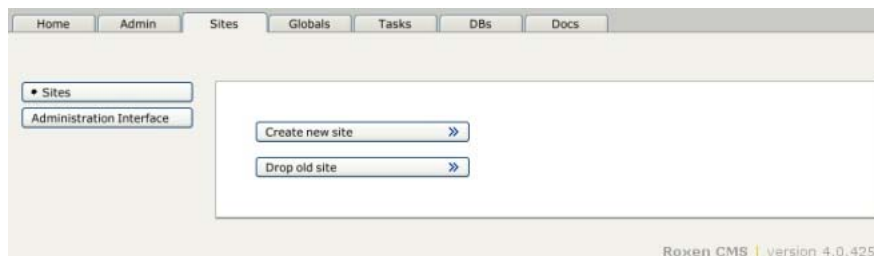 Home Admin Sites Globals Tasks DBs Docs
Sites
Administration Interface
Create new site
Drop old site
Roxen CMS | version 4.0.425